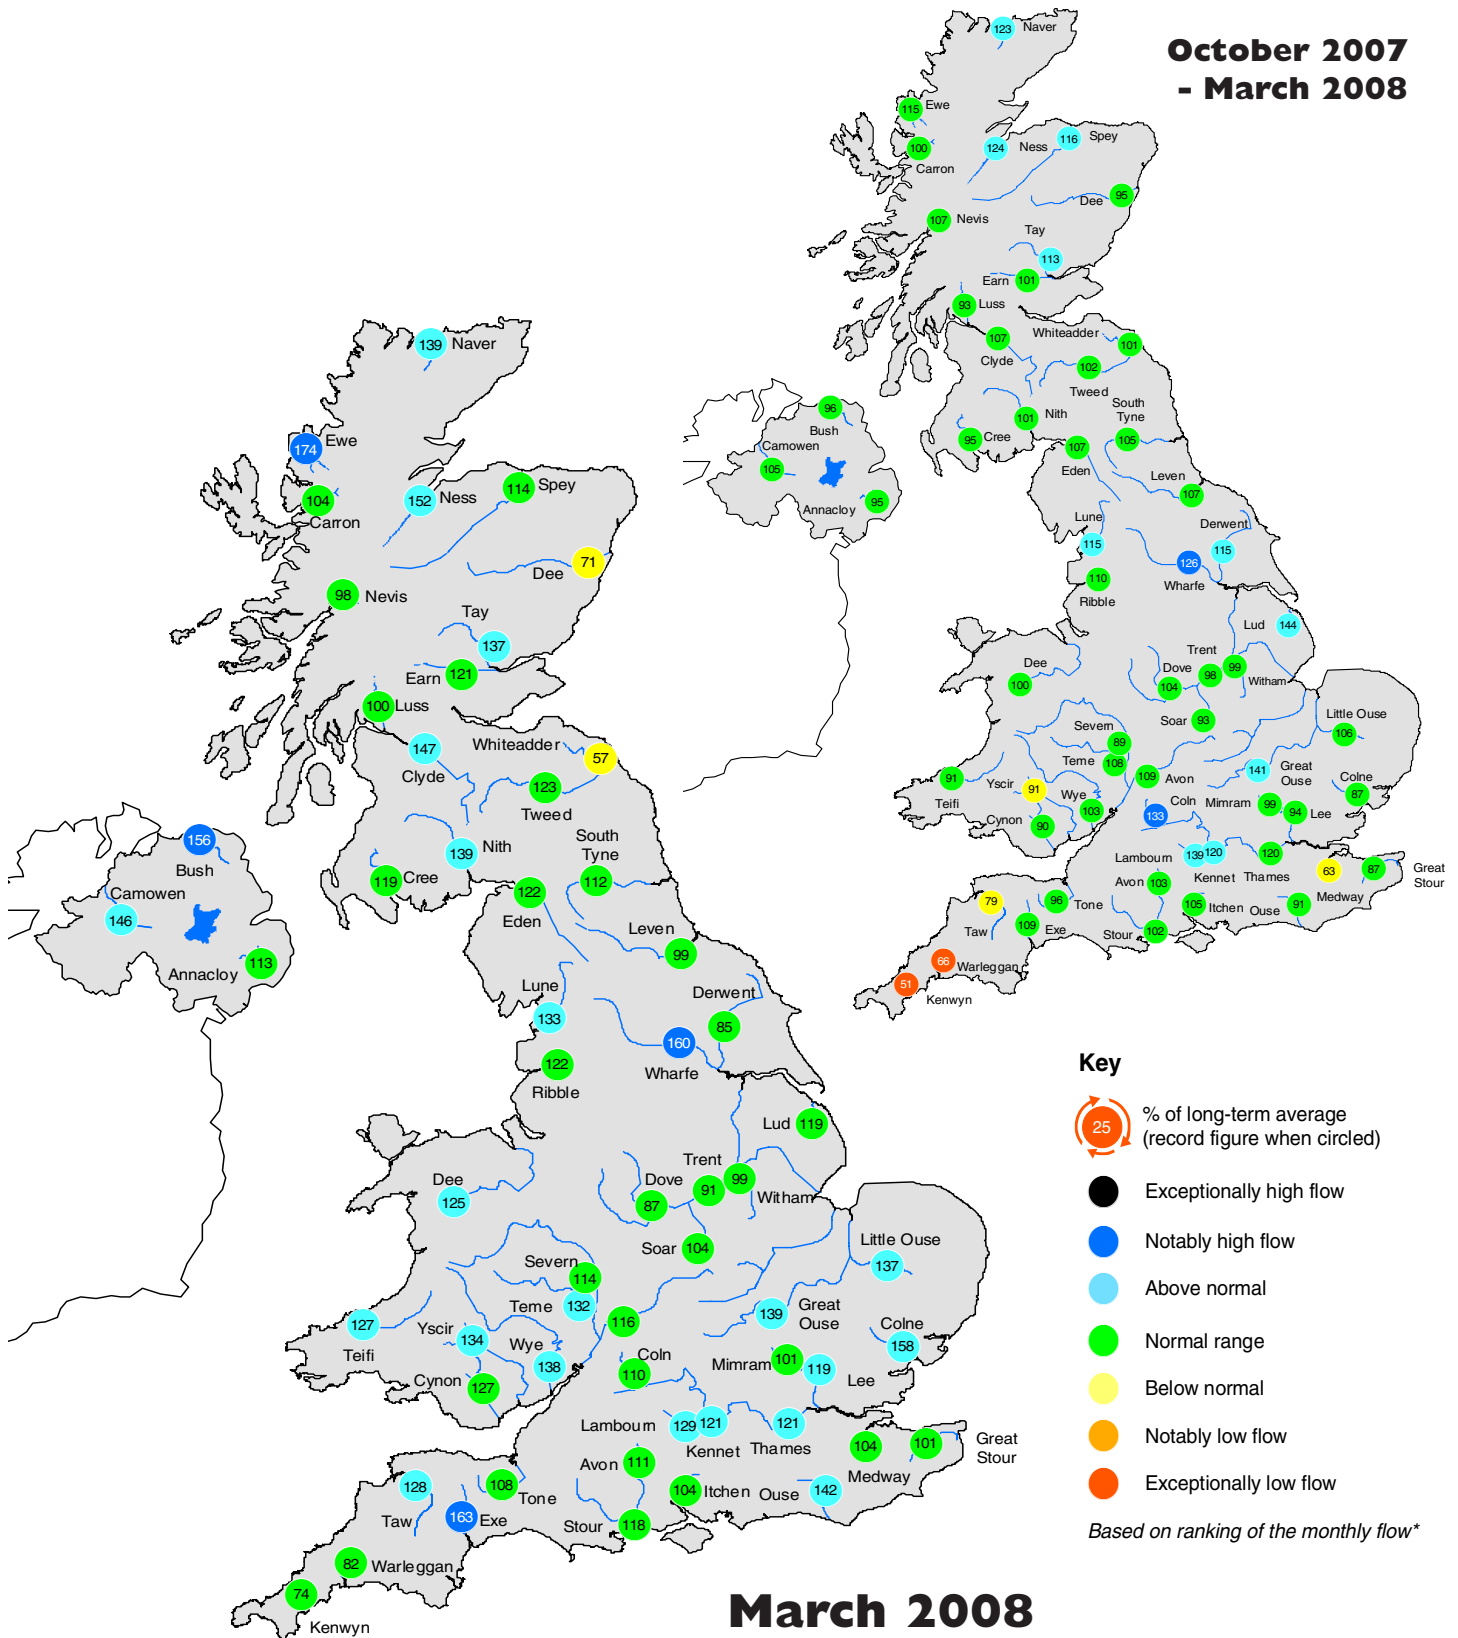 October 2007
- March 2008
123 Naver
115 Ewe
100
Carron
124 Ness
116 Spey
Dee 95
107 Nevis
Tay
113
Earn 101
93 Luss
107
Clyde
Whiteadder
101
102
Tweed
South
Tyne
105
101 Nith
95 Cree
107
Eden
96
Bush
Camowen
105
Annacloy
95
Leven
107
Lune
115
Derwent
115
126
Wharfe
110
Ribble
Lud 144
Trent
Dove 98 99
104
Witham
Dee
100
Soar 93
Little Ouse
106
Severn
89
Teme 108
109 Avon
141 Great
Ouse
Colne
87
91
Teifi
Yscir 91
Wye
103
Cynon 90
Coln
133
Mimram 99
94 Lee
Lambourn 139 120
Kennet
120
Thames
63
Medway
87 Great
Stour
Avon 103
105 Itchen
Ouse 91
79
Taw
96 Tone
109 Exe
Stour 102
66
Warleggan
51
Kenwyn
139 Naver
174 Ewe
104
Carron
152 Ness
114 Spey
Dee 71
98 Nevis
Tay
137
Earn 121
100 Luss
147
Clyde
Whiteadder
57
123
Tweed
South
Tyne
112
139 Nith
119 Cree
122
Eden
156
Bush
Camowen
146
Annacloy 113
Leven
99
Lune
133
Derwent
85
160
Wharfe
122
Ribble
Lud 119
Trent
Dove 91 99
87
Witham
Dee
125
Soar 104
Little Ouse
137
Severn
114
Teme 132
116
139 Great
Ouse
Colne
158
127
Teifi
Yscir 134
Wye
138
Cynon 127
Coln
110
Mimram 101
119 Lee
Lambourn 129 121
Kennet
121
Thames
104
Medway
101 Great
Stour
Avon 111
104 Itchen
Ouse 142
128
Taw
108
Tone
163 Exe
Stour 118
82 Warleggan
74
Kenwyn
March 2008
Key
25
% of long-term average
(record figure when circled)
Exceptionally high flow
Notably high flow
Above normal
Normal range
Below normal
Notably low flow
Exceptionally low flow
Based on ranking of the monthly flow*